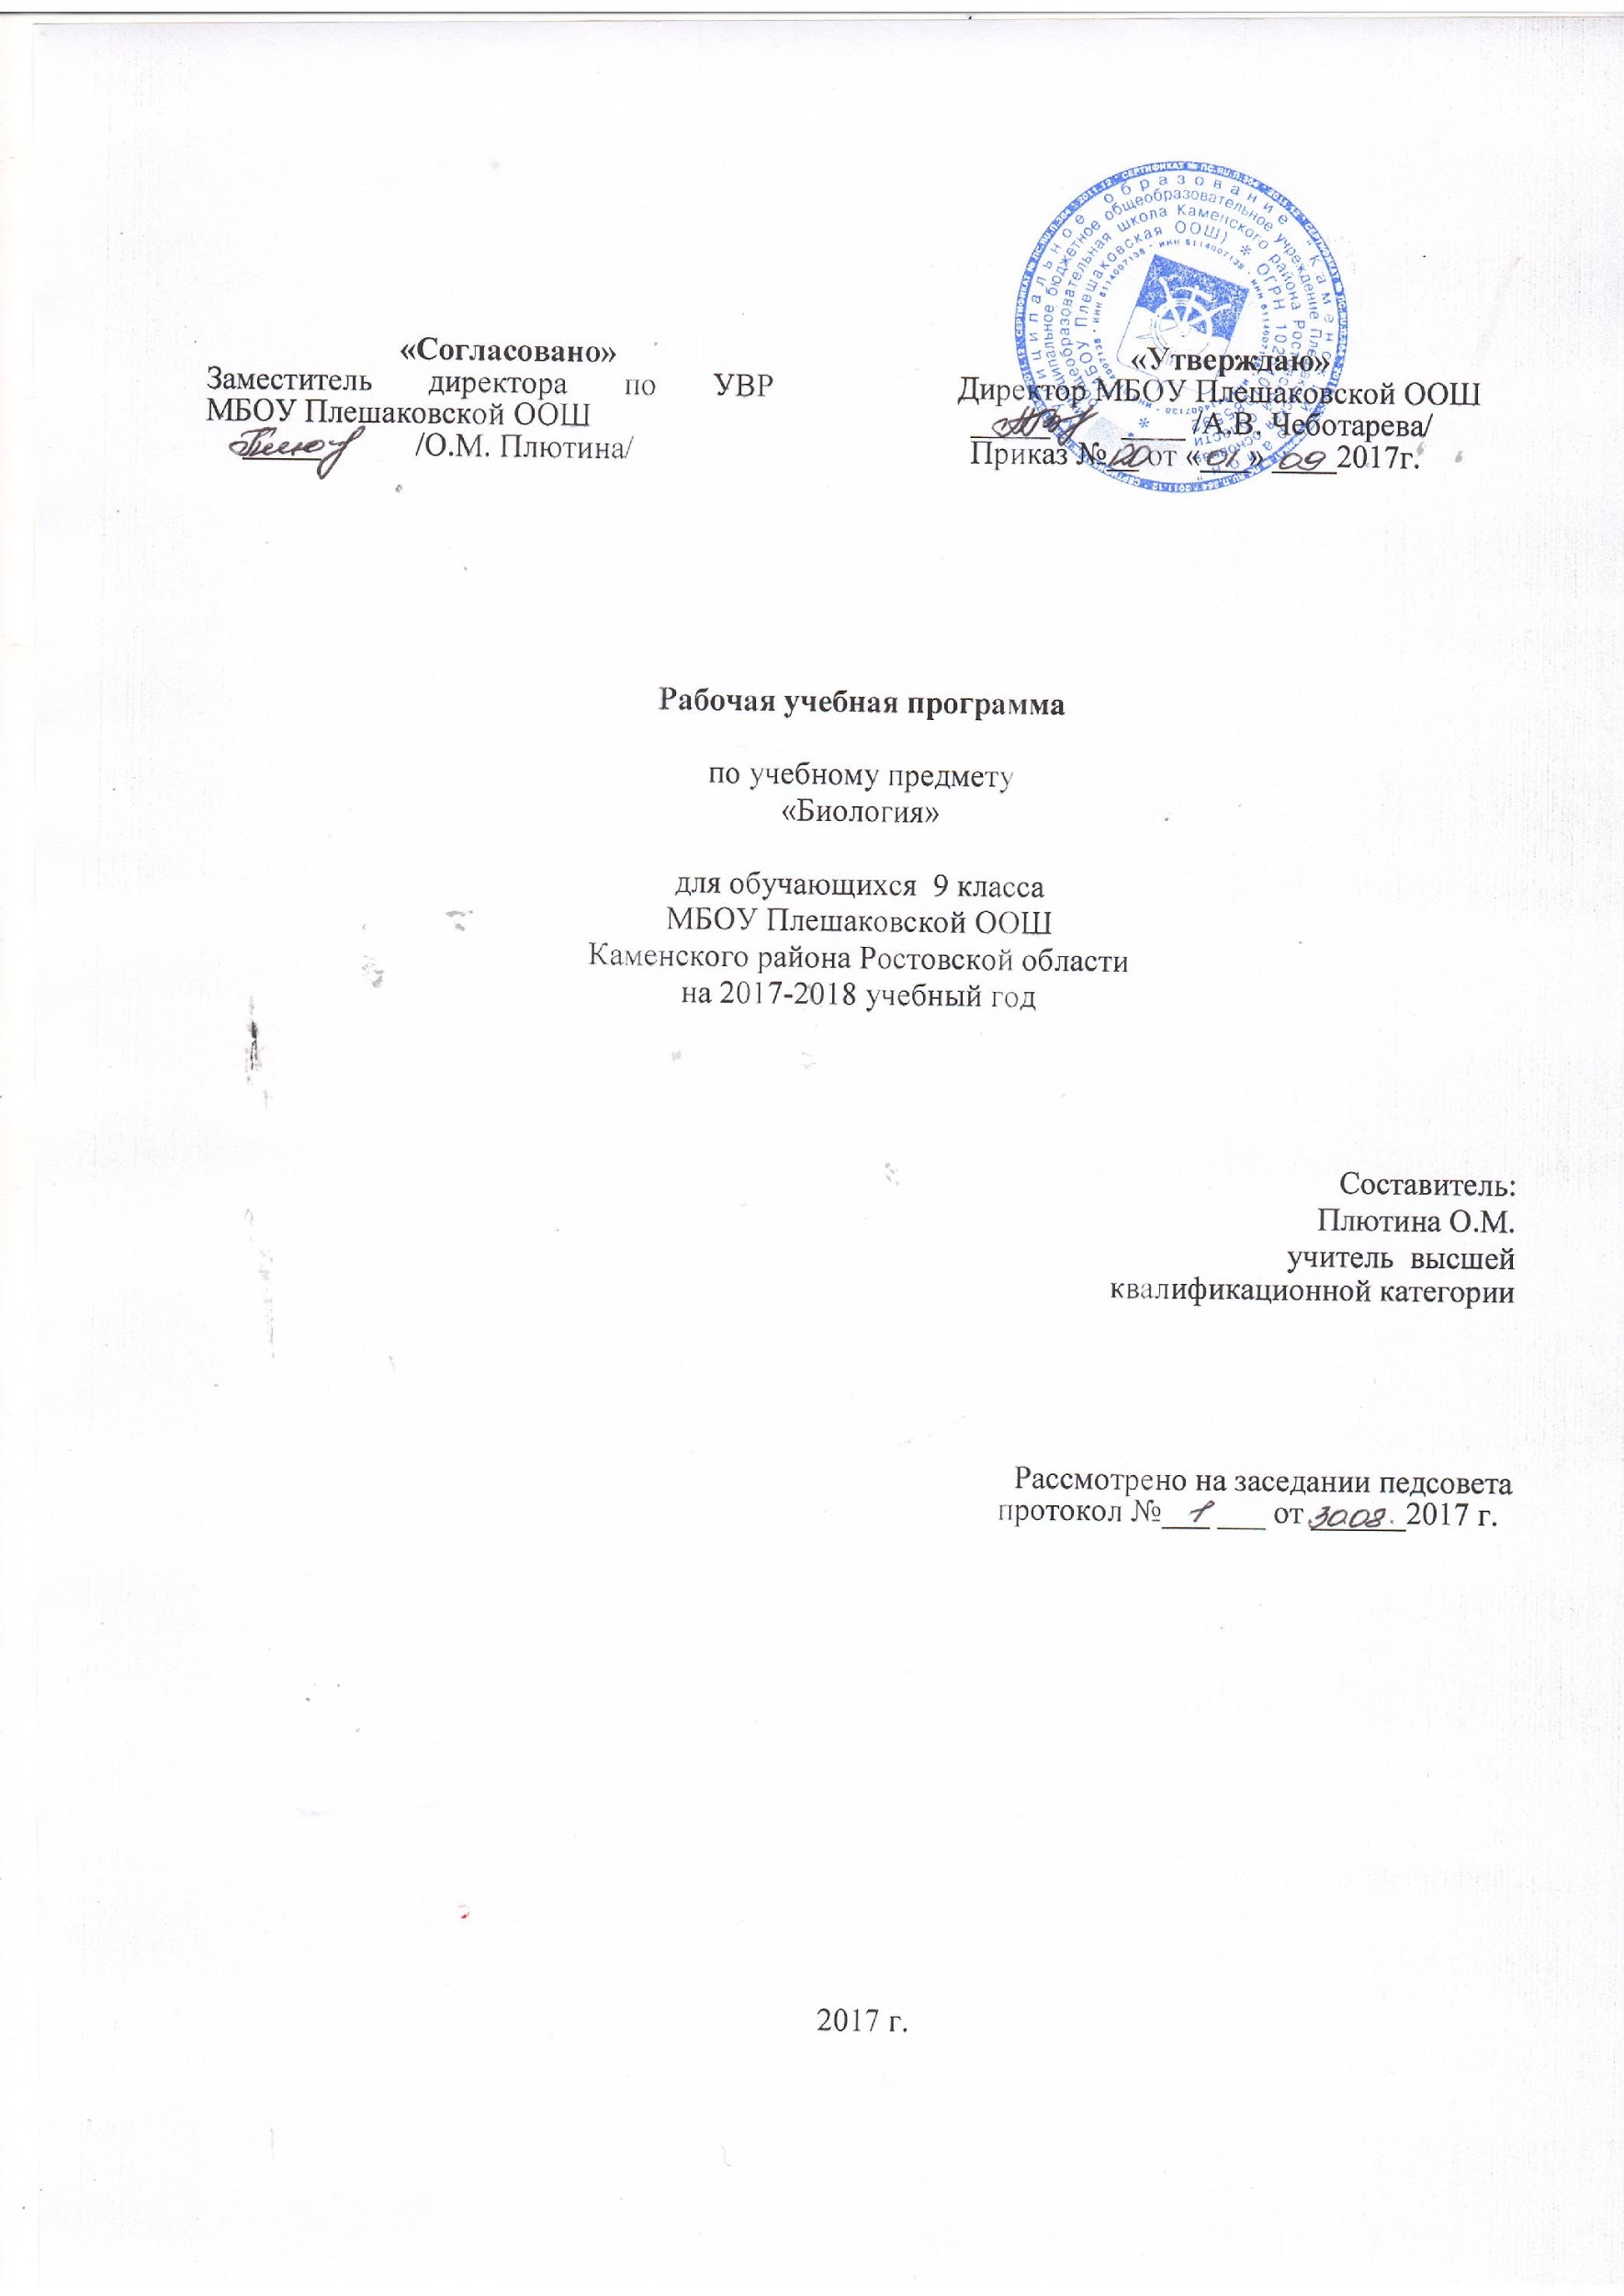 «Согласовано»
Заместитель директора по УВР
МБОУ Плешаковской ООШ
/О.М. Плютина/
«Утверждаю»
Директор МБОУ Плешаковской ООШ
/А.В. Чеботарева/
Приказ № 120 от «01» 09 2017г.
Рабочая учебная программа
по учебному предмету
«Биология»
для обучающихся 9 класса
МБОУ Плешаковской ООШ
Каменского района Ростовской области
на 2017-2018 учебный год
Составитель:
Плютина О.М.
учитель высшей
квалификационной категории
Рассмотрено на заседании педсовета
протокол № 1 от 30.08. 2017 г.
2017 г.